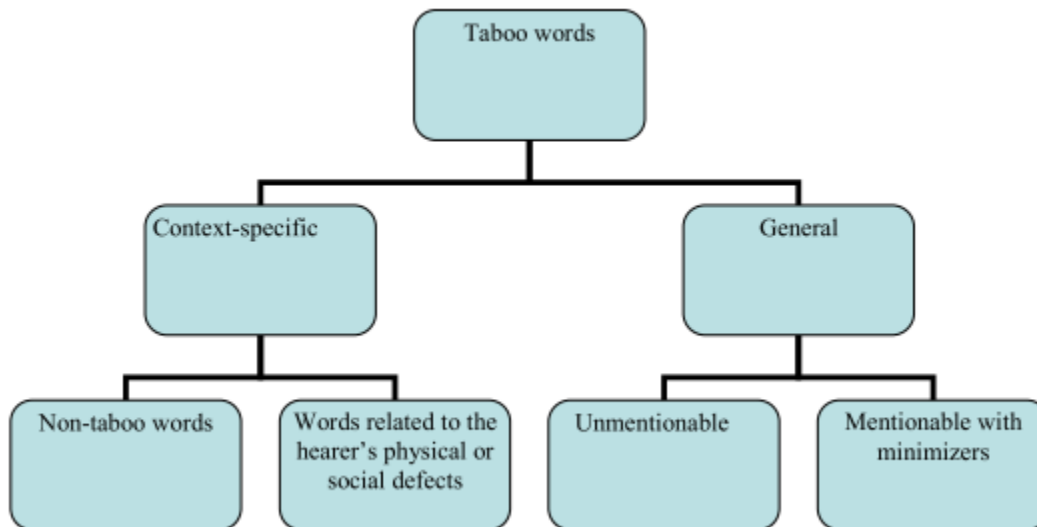 Taboo words
Context-specific
General
Non-taboo words
Words related to the
hearer's physical or
social defects
Unmentionable
Mentionable with
minimizers